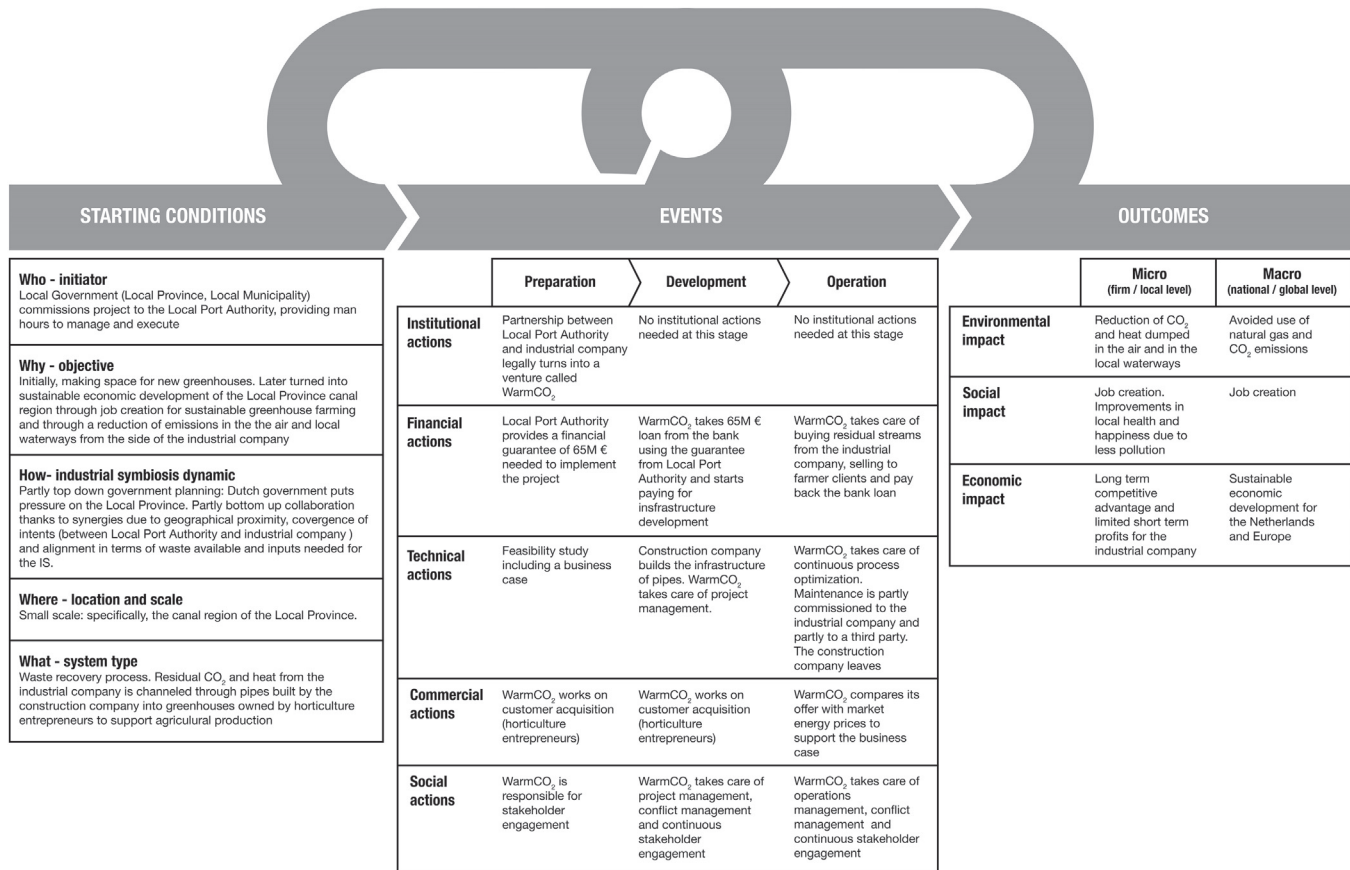 STARTING CONDITIONS
EVENTS
OUTCOMES
Who - initiator
Local Government (Local Province, Local Municipality)
commissions project to the Local Port Authority, providing man
hours to manage and execute
Why - objective
Initially, making space for new greenhouses. Later turned into
sustainable economic development of the Local Province canal
region through job creation for sustainable greenhouse farming
and through a reduction of emissions in the the air and local
waterways from the side of the industrial company
How- industrial symbiosis dynamic
Partly top down government planning: Dutch government puts
pressure on the Local Province. Partly bottom up collaboration
thanks to synergies due to geographical proximity, covergence of
intents (between Local Port Authority and industrial company )
and alignment in terms of waste available and inputs needed for
the IS.
Where - location and scale
Small scale: specifically, the canal region of the Local Province.
What - system type
Waste recovery process. Residual CO₂ and heat from the
industrial company is channeled through pipes built by the
construction company into greenhouses owned by horticulture
entrepreneurs to support agriculural production
Preparation
Development
Operation
Institutional
actions
Partnership between
Local Port Authority
and industrial company
legally turns into a
venture called
WarmCO₂
No institutional actions
needed at this stage
No institutional actions
needed at this stage
Financial
actions
Local Port Authority
provides a financial
guarantee of 65M €
needed to implement
the project
WarmCO₂ takes 65M €
loan from the bank
using the guarantee
from Local Port
Authority and starts
paying for
insfrastructure
development
WarmCO₂ takes care of
buying residual streams
from the industrial
company, selling to
farmer clients and pay
back the bank loan
Technical
actions
Feasibility study
including a business
case
Construction company
builds the infrastructure
of pipes. WarmCO₂
takes care of project
management.
WarmCO₂ takes care of
continuous process
optimization.
Maintenance is partly
commissioned to the
industrial company and
partly to a third party.
The construction
company leaves
Commercial
actions
WarmCO₂ works on
customer acquisition
(horticulture
entrepreneurs)
WarmCO₂ works on
customer acquisition
(horticulture
entrepreneurs)
WarmCO₂ compares its
offer with market
energy prices to
support the business
case
Social
actions
WarmCO₂ is
responsible for
stakeholder
engagement
WarmCO₂ takes care of
project management,
conflict management
and continuous
stakeholder
engagement
WarmCO₂ takes care of
operations
management, conflict
management and
continuous stakeholder
engagement
Micro
(firm / local level)
Macro
(national / global level)
Environmental
impact
Reduction of CO₂
and heat dumped
in the air and in the
local waterways
Avoided use of
natural gas and
CO₂ emissions
Social
impact
Job creation.
Improvements in
local health and
happiness due to
less pollution
Job creation
Economic
impact
Long term
competitive
advantage and
limited short term
profits for the
industrial company
Sustainable
economic
development for
the Netherlands
and Europe